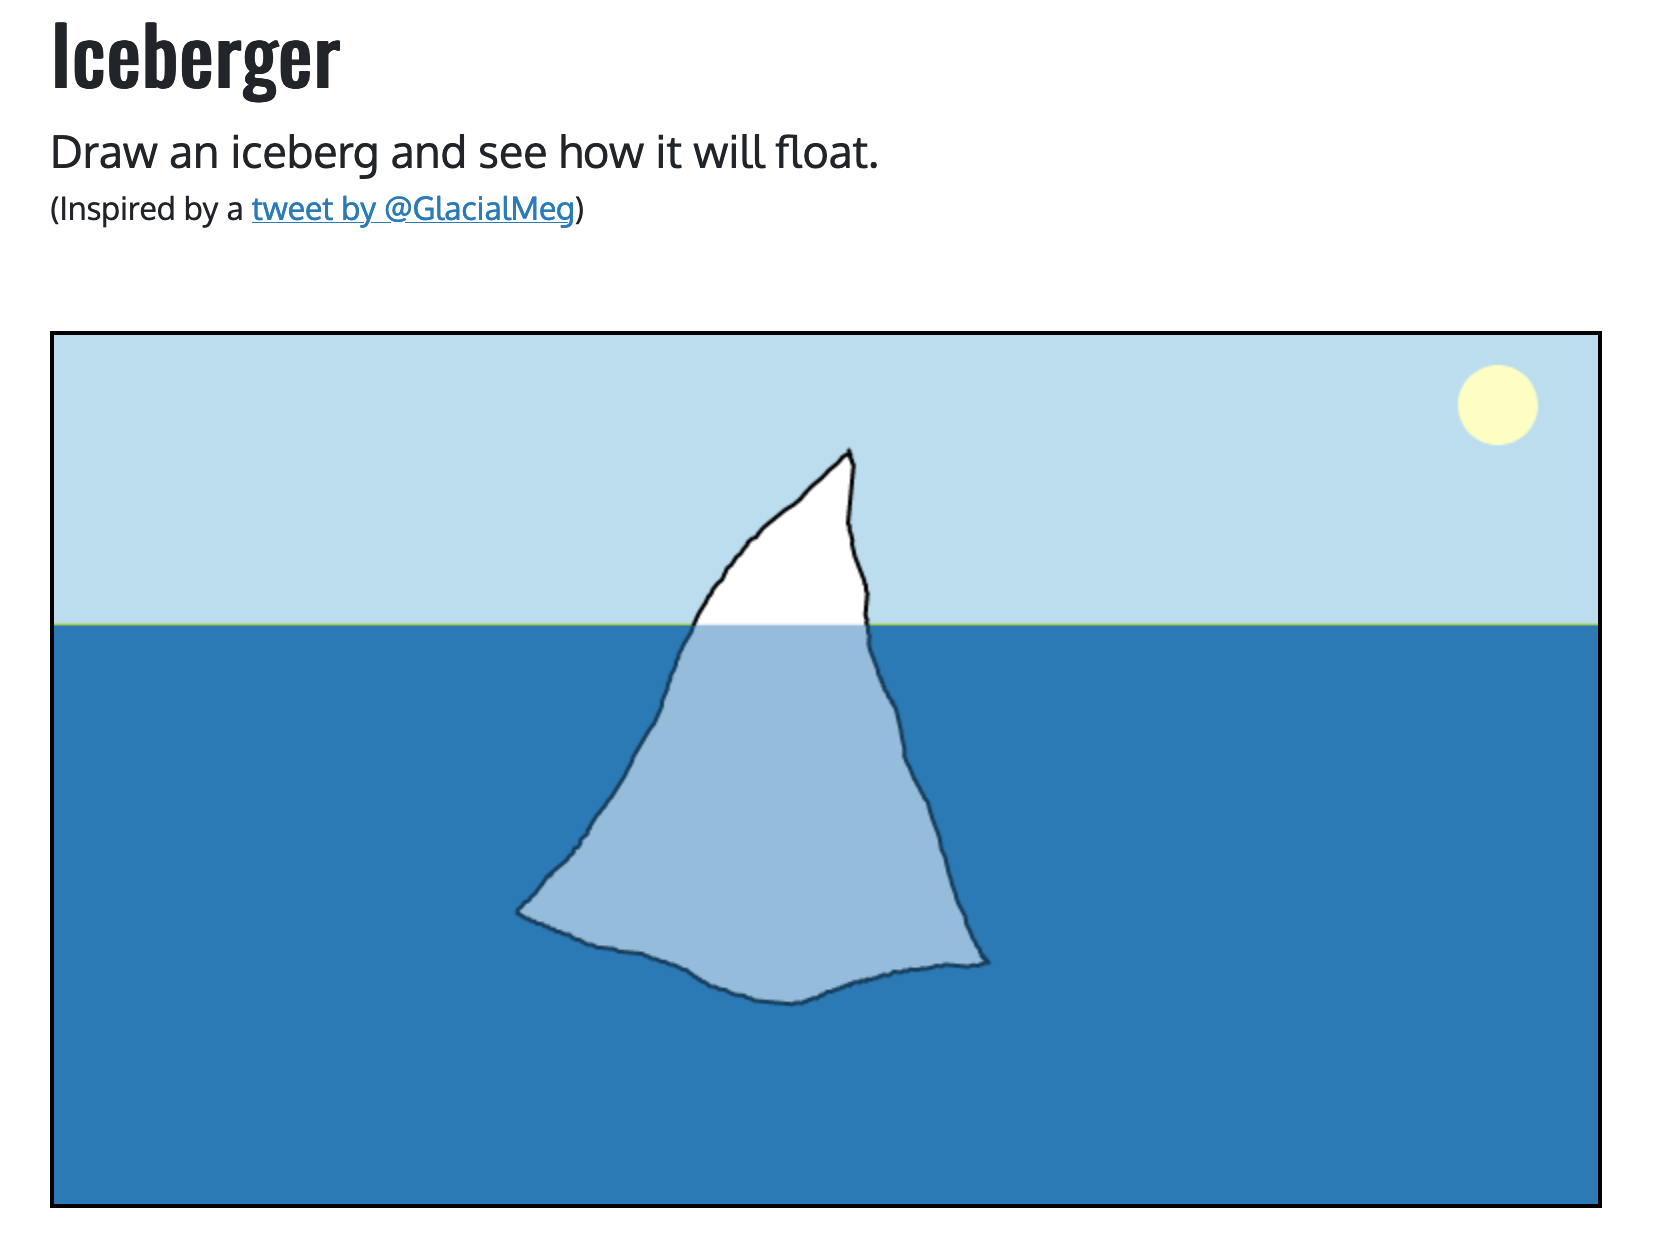 Iceberger
Draw an iceberg and see how it will float.
(Inspired by a tweet by @GlacialMeg)